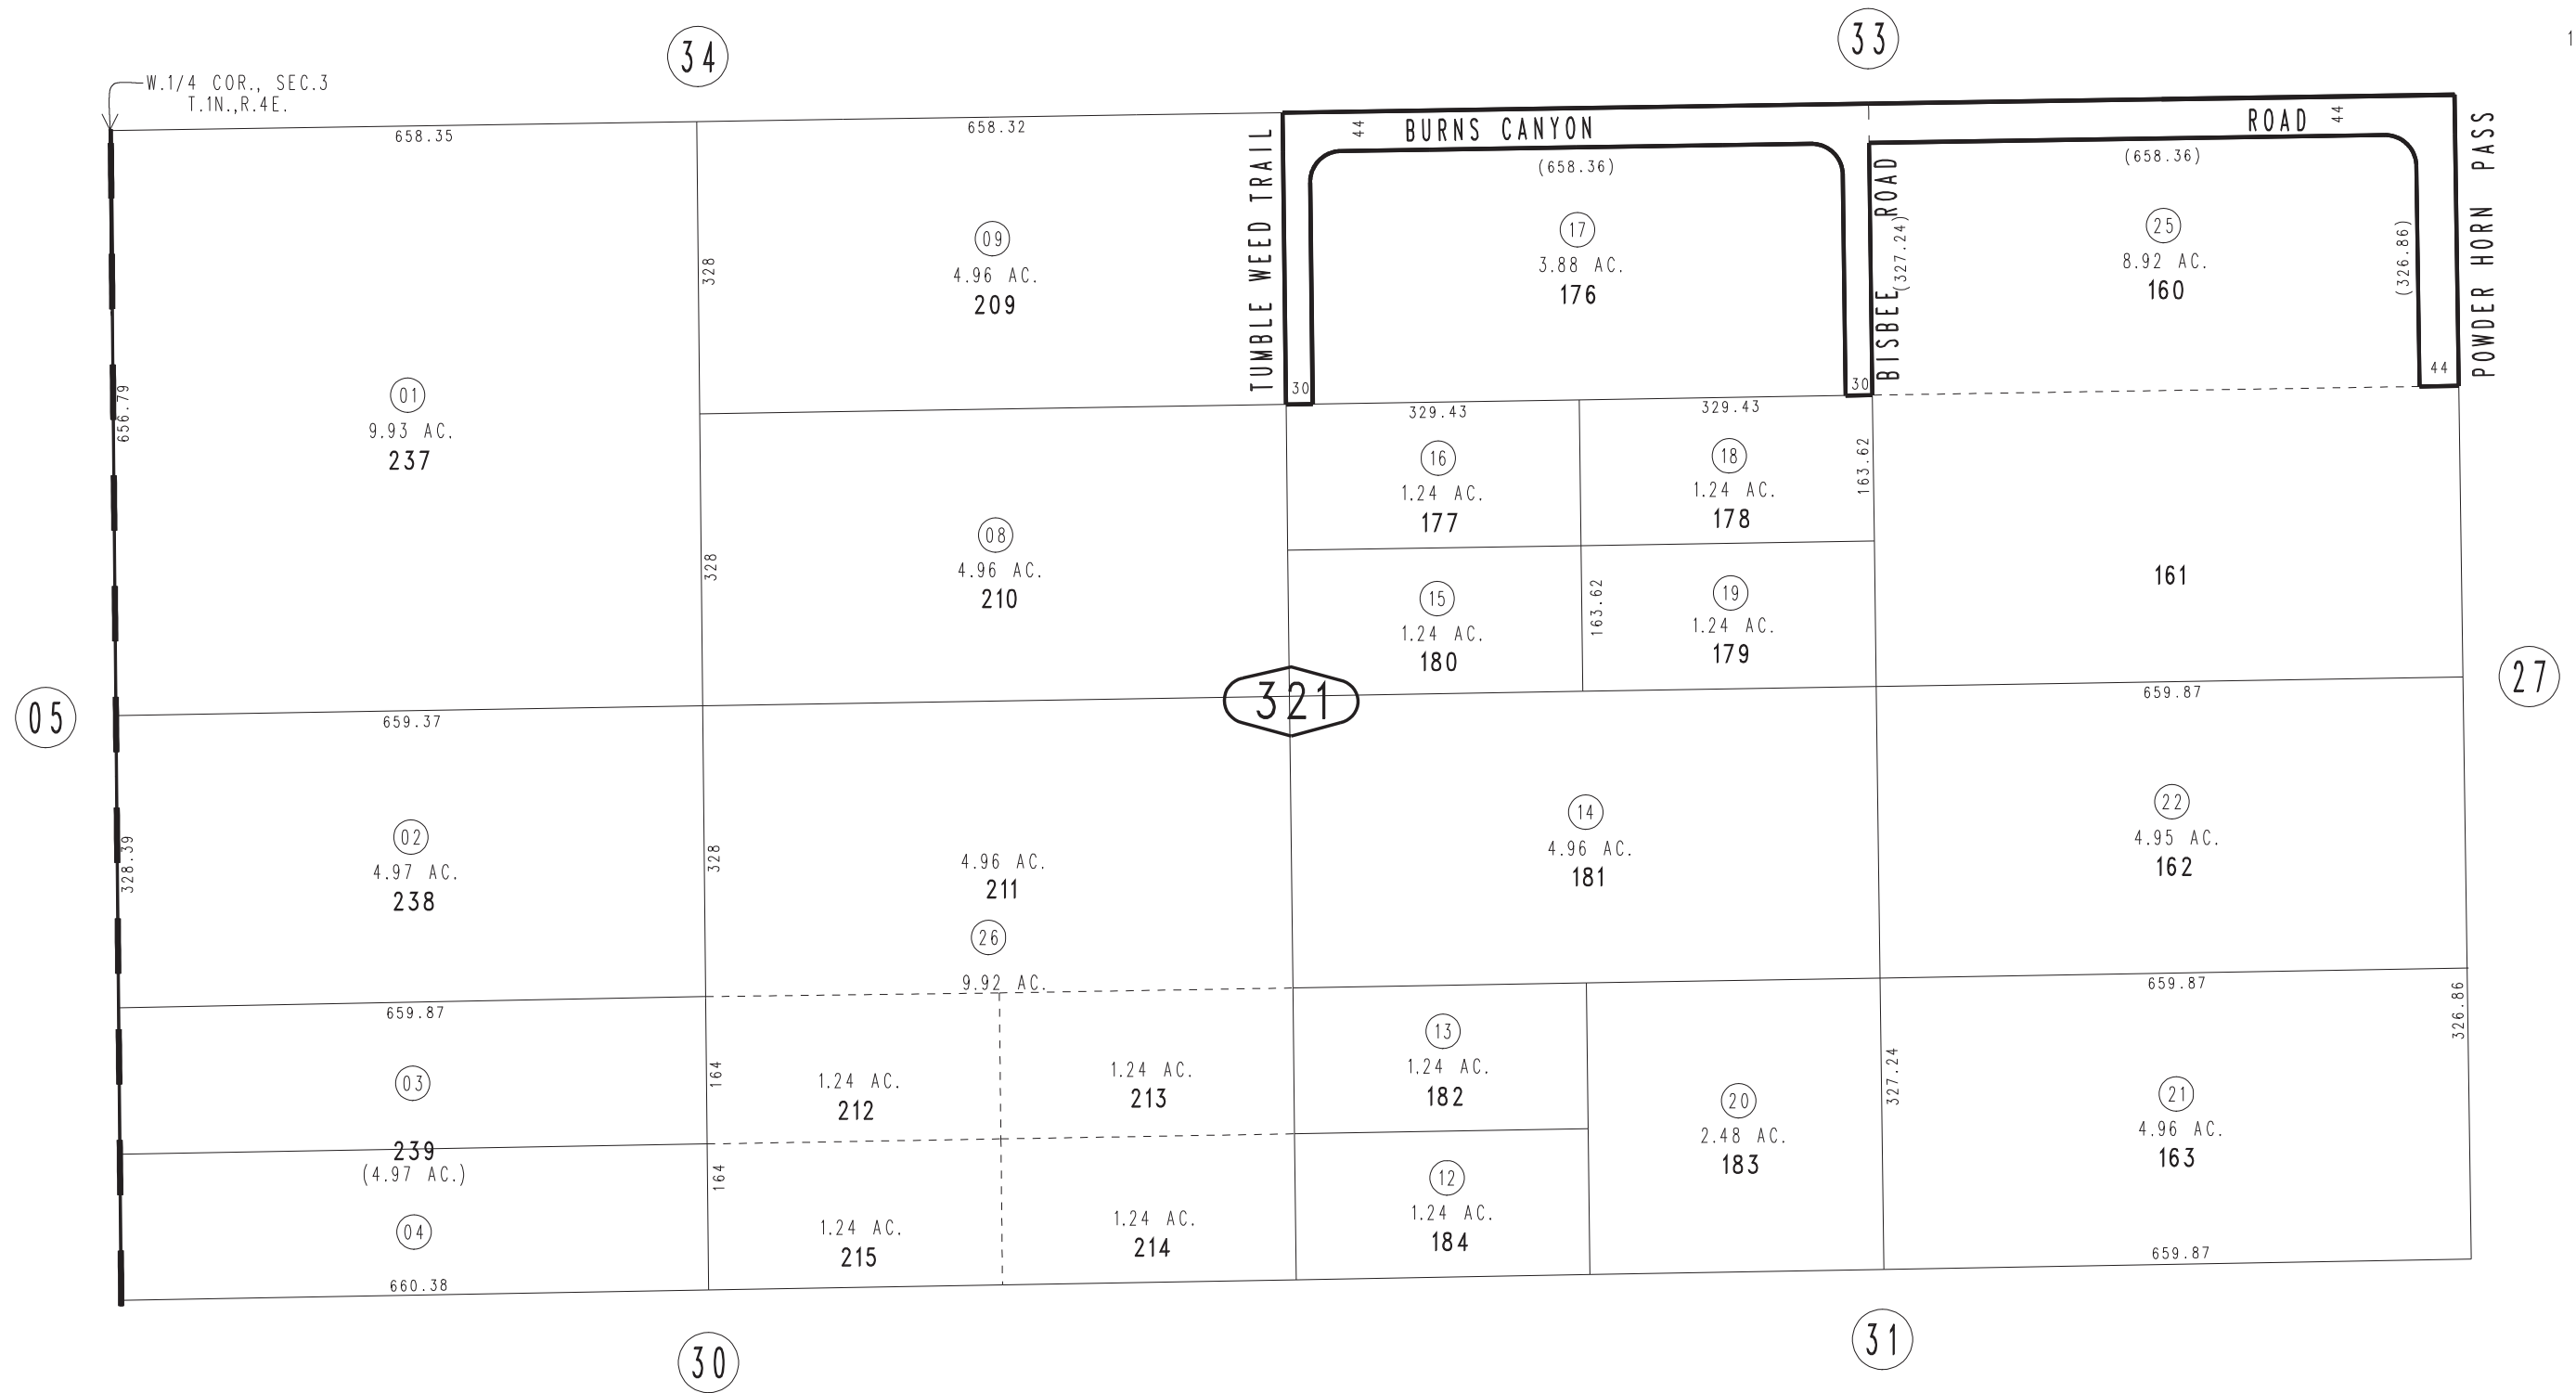 34
33
1
W.1/4 COR., SEC.3
T.1N.,R.4E.
658.35
658.32
TUMBLE WEED TRAIL
44
BURNS CANYON
ROAD
44
POWDER HORN PASS
(658.36)
(658.36)
BISBEE ROAD
(327.24)
(326.86)
328
09
4.96 AC.
209
17
3.88 AC.
176
25
8.92 AC.
160
30
30
44
656.79
01
9.93 AC.
237
329.43
329.43
16
1.24 AC.
177
18
1.24 AC.
178
163.62
328
08
4.96 AC.
210
15
1.24 AC.
180
163.62
19
1.24 AC.
179
161
05
321
27
659.37
659.87
328.39
02
4.97 AC.
238
328
4.96 AC.
211
26
9.92 AC.
14
4.96 AC.
181
22
4.95 AC.
162
659.87
659.87
326.86
03
164
1.24 AC.
212
1.24 AC.
213
13
1.24 AC.
182
20
2.48 AC.
183
327.24
21
4.96 AC.
163
239
(4.97 AC.)
04
164
1.24 AC.
215
1.24 AC.
214
12
1.24 AC.
184
660.38
659.87
30
31